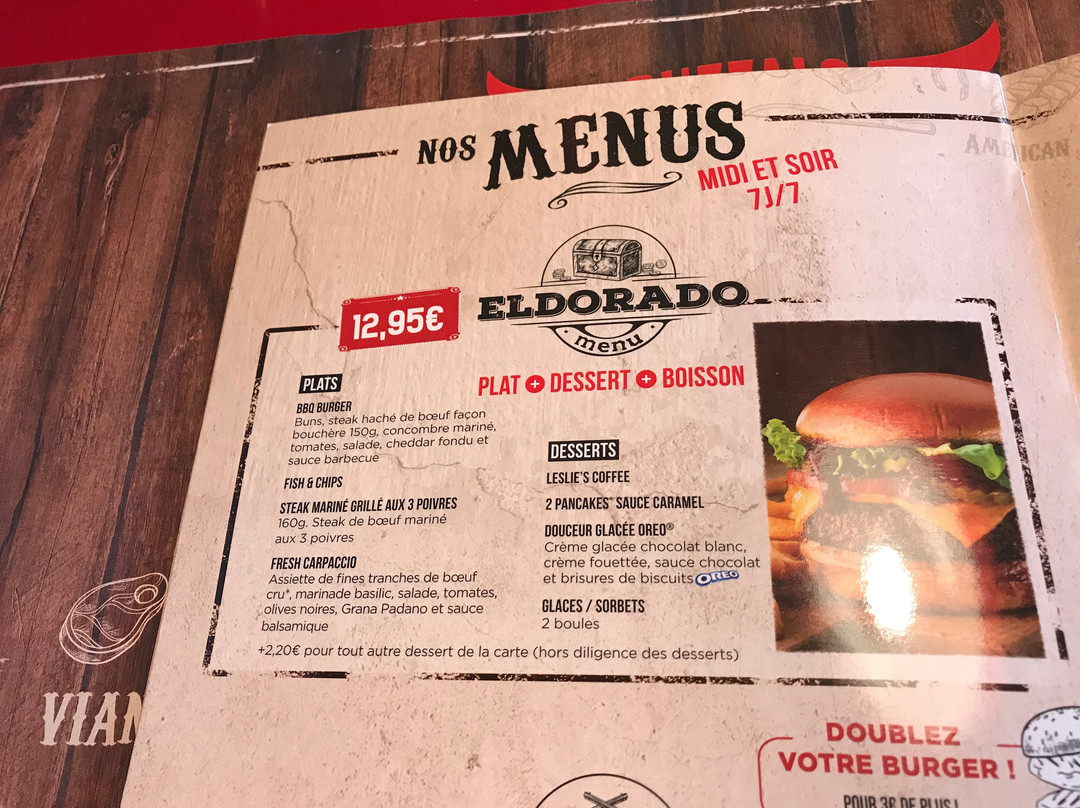 NOS MENUS
MIDI ET SOIR
7J/7
AMERICAN
ELDORADO
menu
12,95€
PLAT + DESSERT + BOISSON
PLATS
BBQ BURGER
Buns, steak haché de bœuf façon
bouchère 150g, concombre mariné,
tomates, salade, cheddar fondu et
sauce barbecue
FISH & CHIPS
STEAK MARINÉ GRILLÉ AUX 3 POIVRES
160g. Steak de bœuf mariné
aux 3 poivres
FRESH CARPACCIO
Assiette de fines tranches de bœuf
cru*, marinade basilic, salade, tomates,
olives noires, Grana Padano et sauce
balsamique
DESSERTS
LESLIE'S COFFEE
2 PANCAKES* SAUCE CARAMEL
DOUCEUR GLACÉE OREO®
Crème glacée chocolat blanc,
crème fouettée, sauce chocolat
et brisures de biscuits OREO
GLACES / SORBETS
2 boules
+2,20€ pour tout autre dessert de la carte (hors diligence des desserts)
VIAN
DOUBLEZ
VOTRE BURGER !
POUR 3€ DE PLUS !